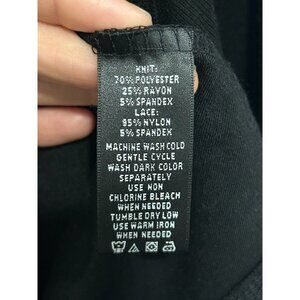 KNIT:
70% POLYESTER
25% RAYON
5% SPANDEX
LACE:
95% NYLON
5% SPANDEX
MACHINE WASH COLD
GENTLE CYCLE
WASH DARK COLOR
SEPARATELY
USE NON
CHLORINE BLEACH
WHEN NEEDED
TUMBLE DRY LOW
USE WARM IRON
WHEN NEEDED